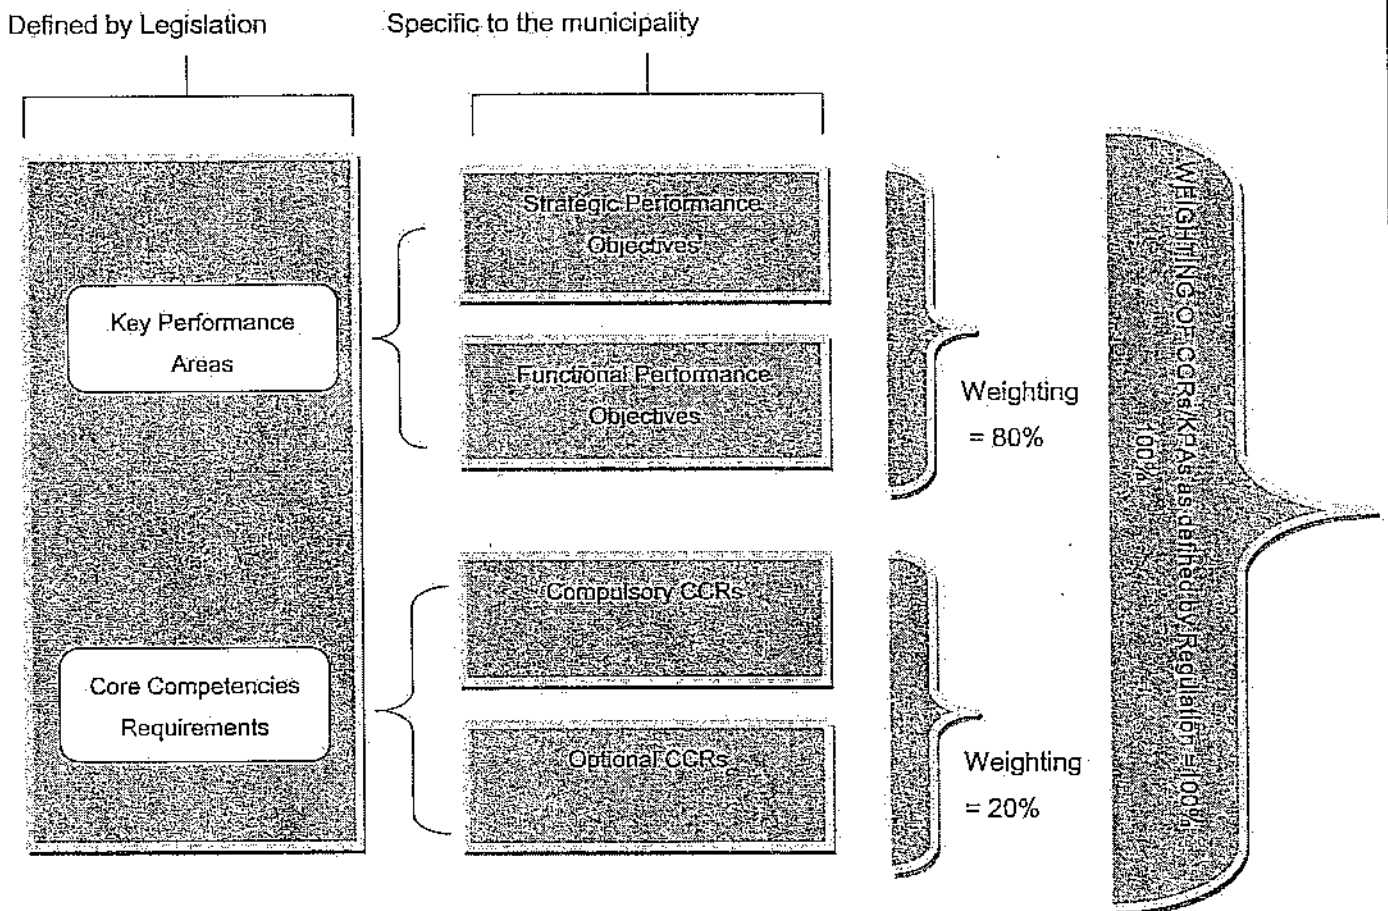 Defined by Legislation
Specific to the municipality
Key Performance
Areas
Strategic Performance
Objectives
Functional Performance
Objectives
Weighting
= 80%
Core Competencies
Requirements
Compulsory CCRs
Optional CCRs
Weighting
= 20%
WEIGHTING OF CCRs/KPAs as defined by Regulation =100%
100%